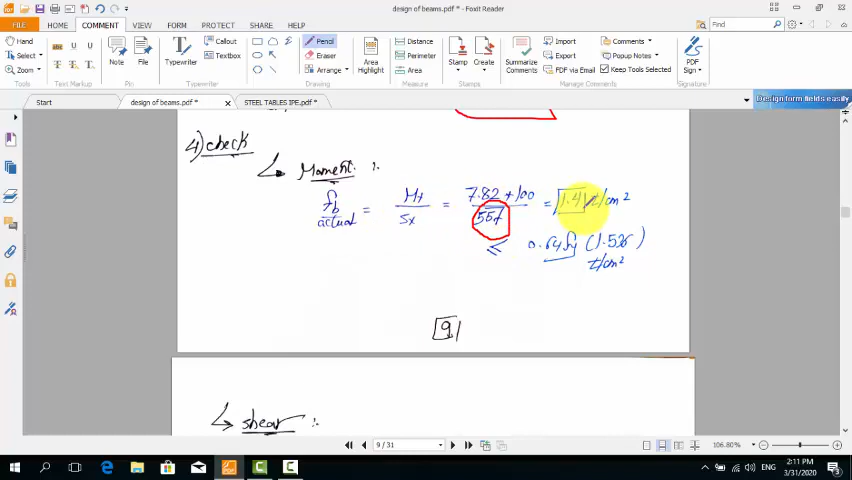 design of beams.pdf * - Foxit Reader
FILE HOME COMMENT VIEW FORM PROTECT SHARE HELP
Find
Hand
Select
Zoom
Text Markup
Note
File
Pin
Typewriter
Callout
Textbox
Typewriter
Pencil
Eraser
Arrange
Drawing
Area
Highlight
Distance
Perimeter
Area
Measure
Stamp
Create
Stamps
Summarize
Comments
Import
Export
PDF via Email
Comments
Popup Notes
Keep Tools Selected
Manage Comments
PDF
Sign
Signature
Start
design of beams.pdf *
STEEL TABLES IPE.pdf *
Design form fields easily
4) check
Moment :
fb actual = Mt / Sx = 7.82 * 100 / 557 = 1.41 t/cm2
≤ 0.64 fy (1.536) t/cm2
9
shear :
9 / 31
106.80%
ENG
2:11 PM
3/31/2020